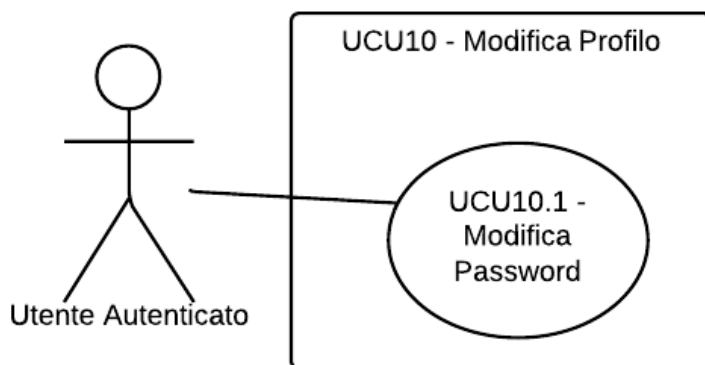 UCU10 - Modifica Profilo
UCU10.1 -
Modifica
Password
Utente Autenticato